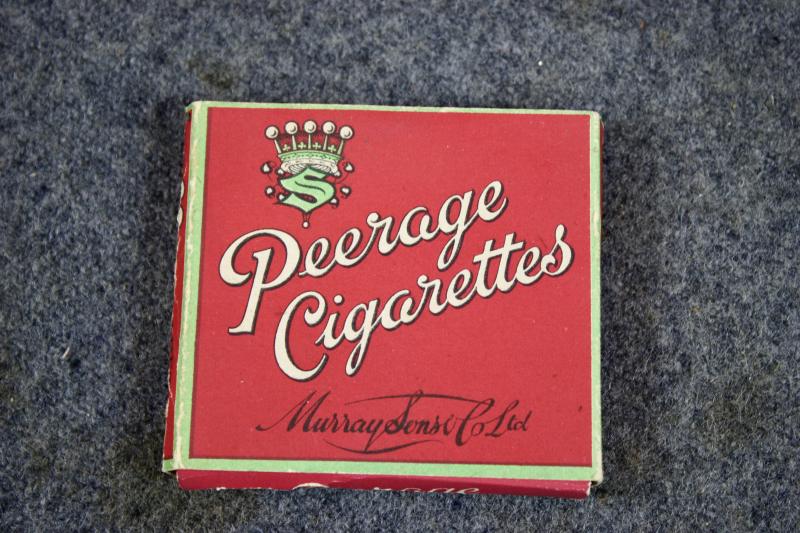 S
Peerage
Cigarettes
Murray Sons & Co Ltd